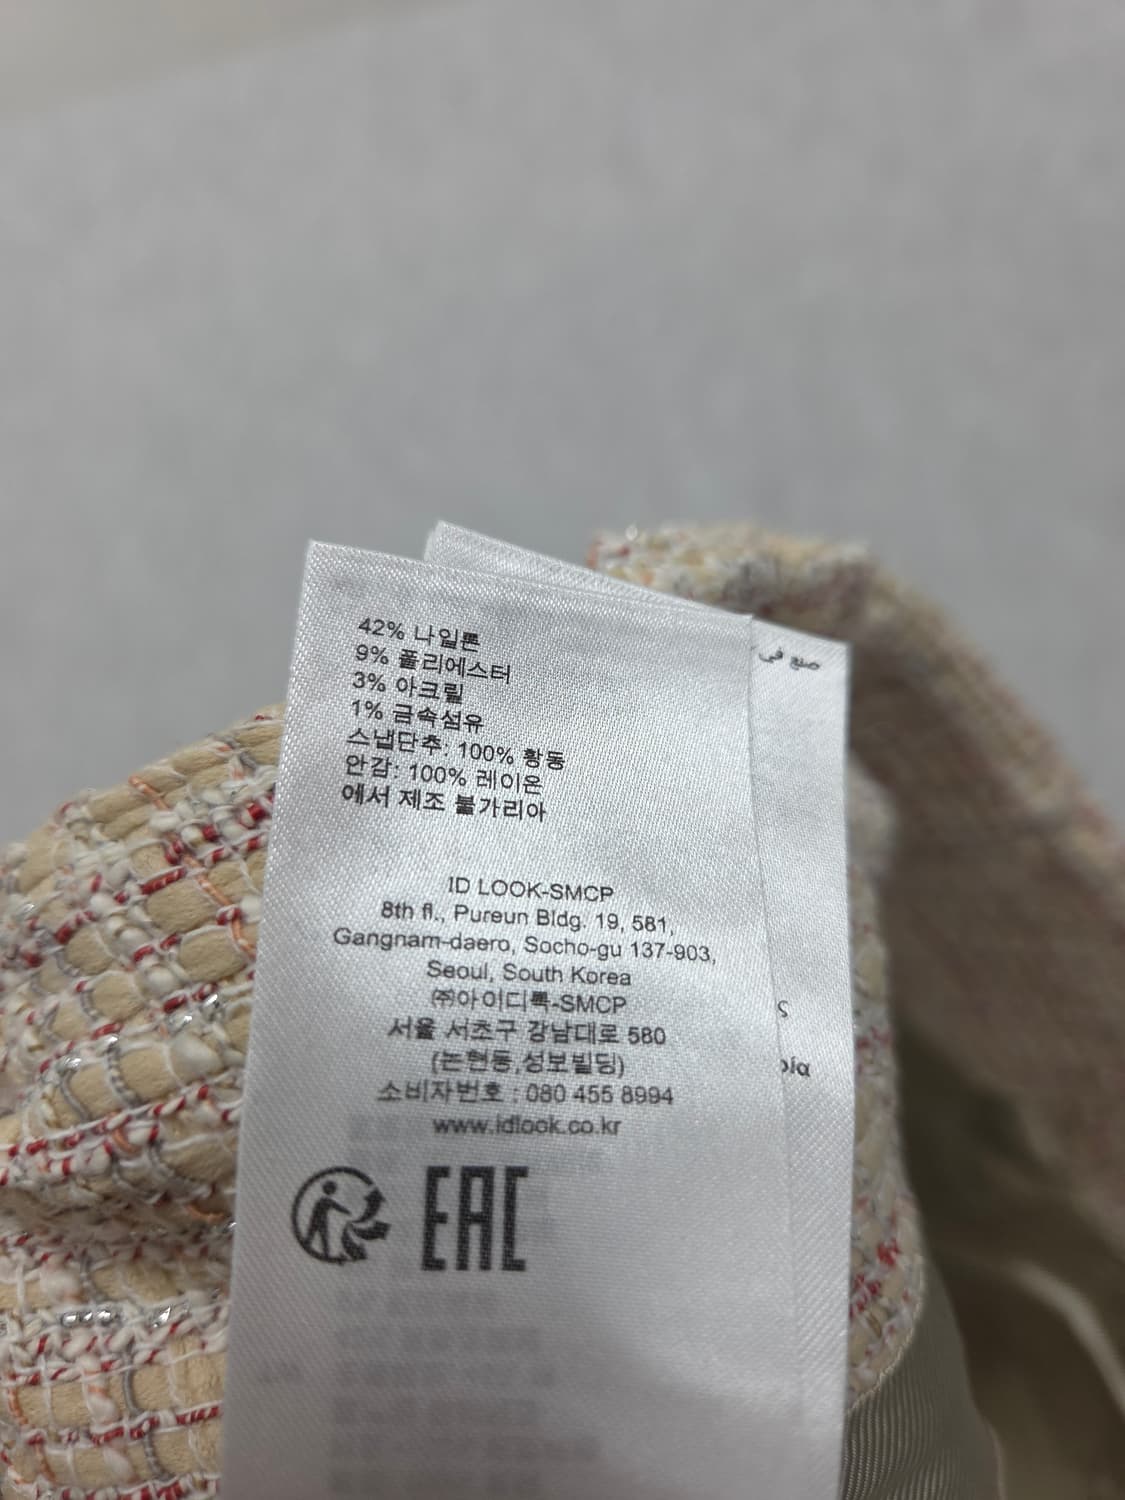 42% 나일론
9% 폴리에스터
3% 아크릴
1% 금속섬유
스냅단추: 100% 황동
안감: 100% 레이온
에서 제조 불가리아
ID LOOK-SMCP
8th fl., Pureun Bldg. 19, 581,
Gangnam-daero, Socho-gu 137-903,
Seoul, South Korea
㈜아이디룩-SMCP
서울 서초구 강남대로 580
(논현동,성보빌딩)
소비자번호 : 080 455 8994
www.idlook.co.kr
EAC
صنع في